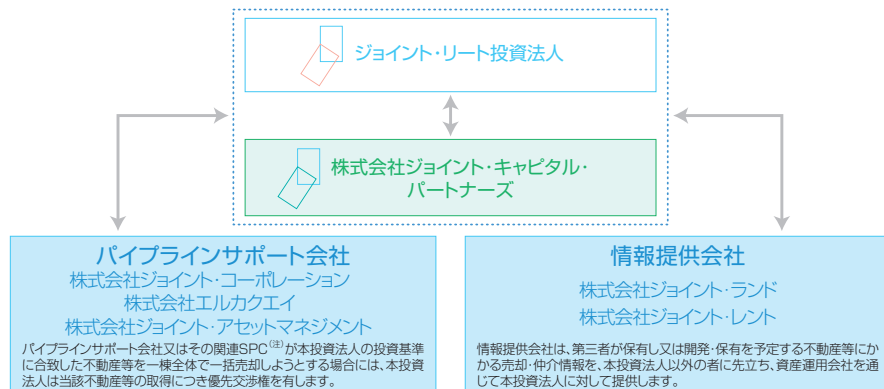 ジョイント・リート投資法人
株式会社ジョイント・キャピタル・
パートナーズ
パイプラインサポート会社
株式会社ジョイント・コーポレーション
株式会社エルカクエイ
株式会社ジョイント・アセットマネジメント
パイプラインサポート会社又はその関連SPC(注)が本投資法人の投資基準
に合致した不動産等を一棟全体で一括売却しようとする場合には、本投資
法人は当該不動産等の取得につき優先交渉権を有します。
情報提供会社
株式会社ジョイント・ランド
株式会社ジョイント・レント
情報提供会社は、第三者が保有し又は開発・保有を予定する不動産等にか
かる売却・仲介情報を、本投資法人以外の者に先立ち、資産運用会社を通
じて本投資法人に対して提供します。